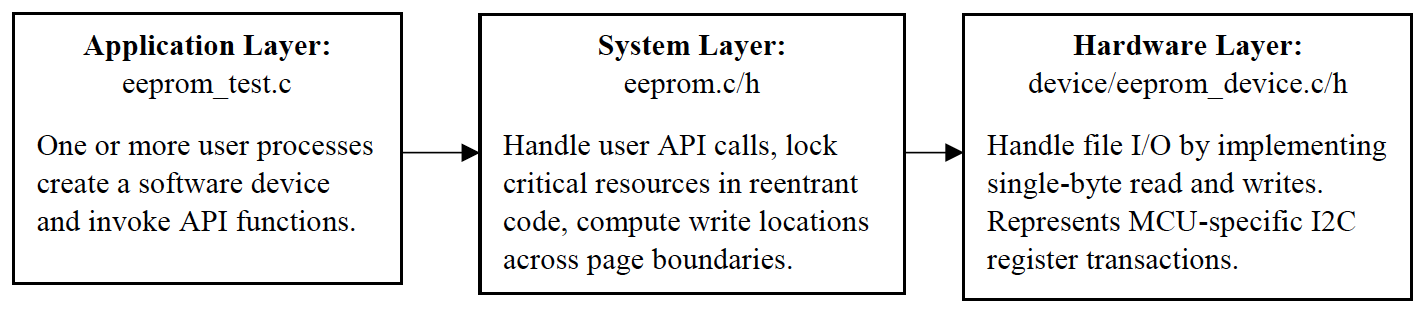 Application Layer:
eeprom_test.c
One or more user processes
create a software device
and invoke API functions.
System Layer:
eeprom.c/h
Handle user API calls, lock
critical resources in reentrant
code, compute write locations
across page boundaries.
Hardware Layer:
device/eeprom_device.c/h
Handle file I/O by implementing
single-byte read and writes.
Represents MCU-specific I2C
register transactions.